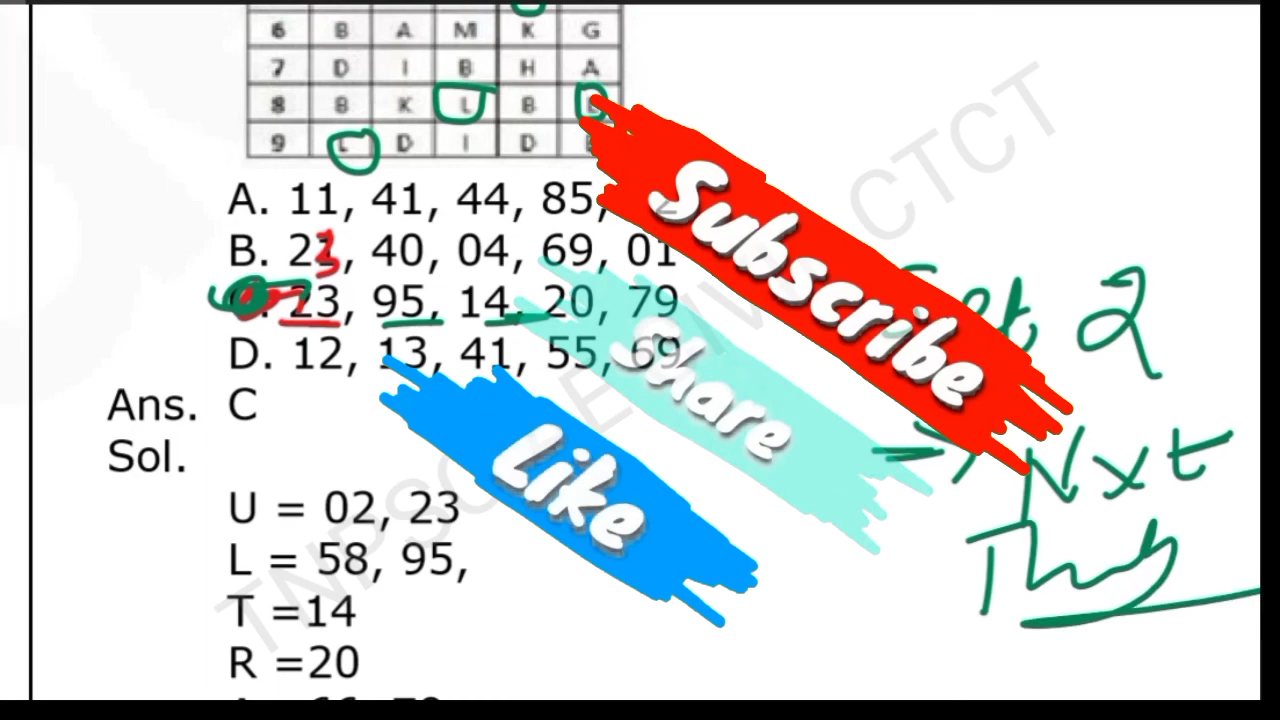 6 B A M K G
7 D I B H A
8 B K L B
9 L D I D
A. 11, 41, 44, 85,
B. 23, 40, 04, 69, 01
23, 95, 14, 20, 79
D. 12, 13, 41, 55, 69
Ans. C
Sol.
U = 02, 23
L = 58, 95,
T =14
R =20
Subscribe
Share
Like
2
Nxt
CTCT